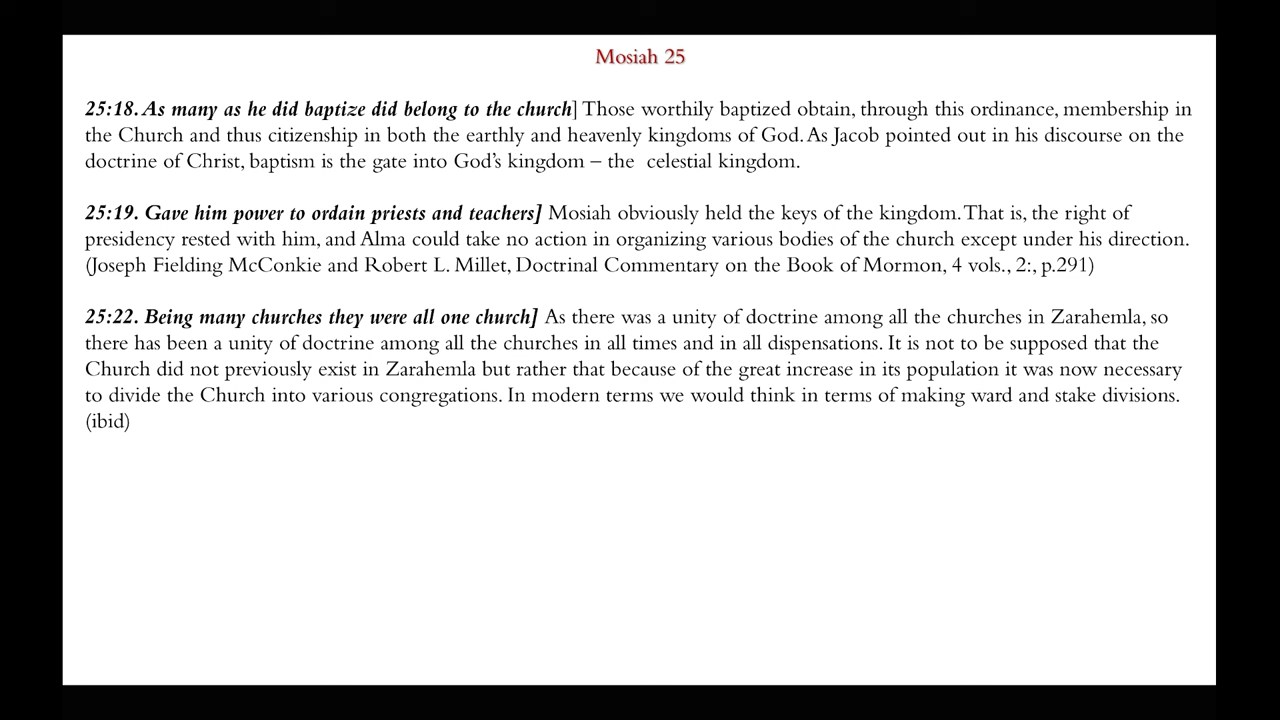 Mosiah 25
25:18. As many as he did baptize did belong to the church] Those worthily baptized obtain, through this ordinance, membership in
the Church and thus citizenship in both the earthly and heavenly kingdoms of God. As Jacob pointed out in his discourse on the
doctrine of Christ, baptism is the gate into God's kingdom – the  celestial kingdom.
25:19. Gave him power to ordain priests and teachers] Mosiah obviously held the keys of the kingdom. That is, the right of
presidency rested with him, and Alma could take no action in organizing various bodies of the church except under his direction.
(Joseph Fielding McConkie and Robert L. Millet, Doctrinal Commentary on the Book of Mormon, 4 vols., 2:, p.291)
25:22. Being many churches they were all one church] As there was a unity of doctrine among all the churches in Zarahemla, so
there has been a unity of doctrine among all the churches in all times and in all dispensations. It is not to be supposed that the
Church did not previously exist in Zarahemla but rather that because of the great increase in its population it was now necessary
to divide the Church into various congregations. In modern terms we would think in terms of making ward and stake divisions.
(ibid)